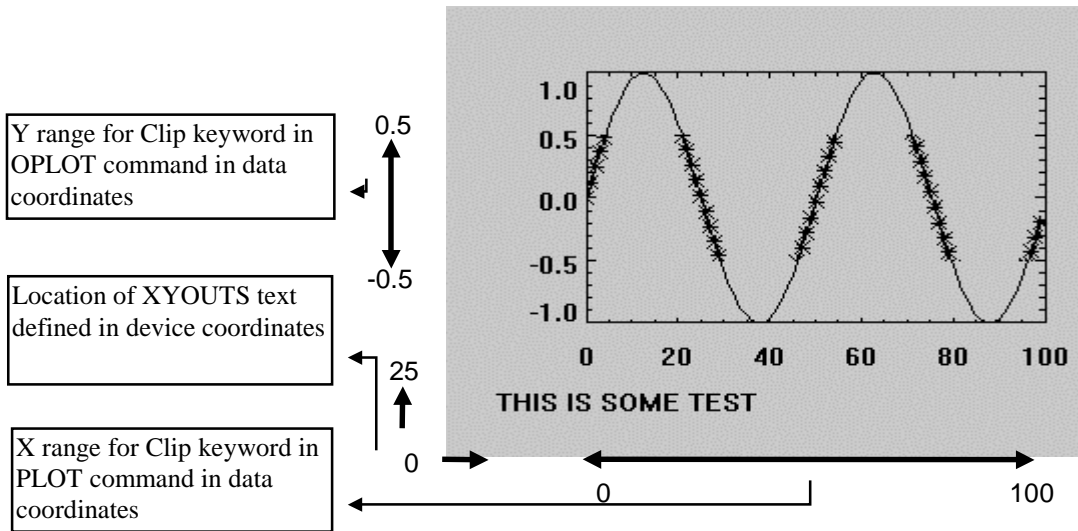 Y range for Clip keyword in
OPLOT command in data
coordinates
0.5
-0.5
Location of XYOUTS text
defined in device coordinates
25
0
X range for Clip keyword in
PLOT command in data
coordinates
1.0
0.5
0.0
-0.5
-1.0
0 20 40 60 80 100
THIS IS SOME TEST
0 100